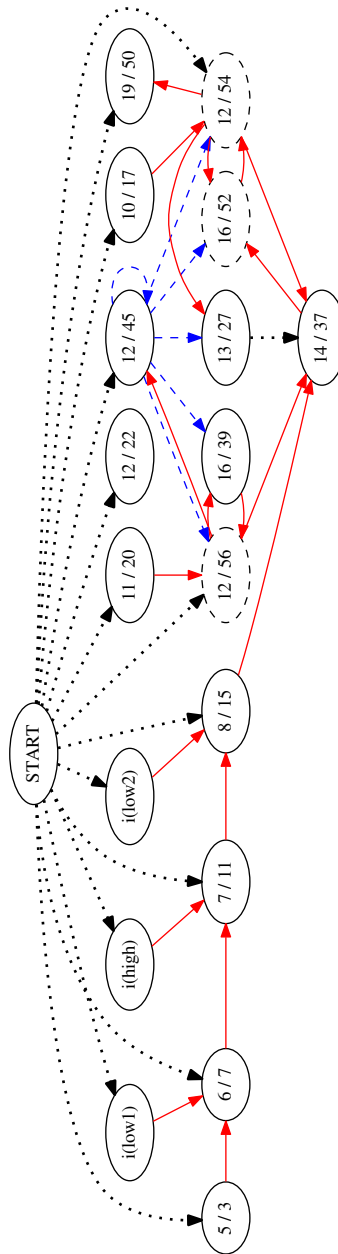 START
i(low1)
i(high)
i(low2)
11 / 20
12 / 22
12 / 45
10 / 17
19 / 50
5 / 3
6 / 7
7 / 11
8 / 15
12 / 56
16 / 39
13 / 27
16 / 52
12 / 54
14 / 37